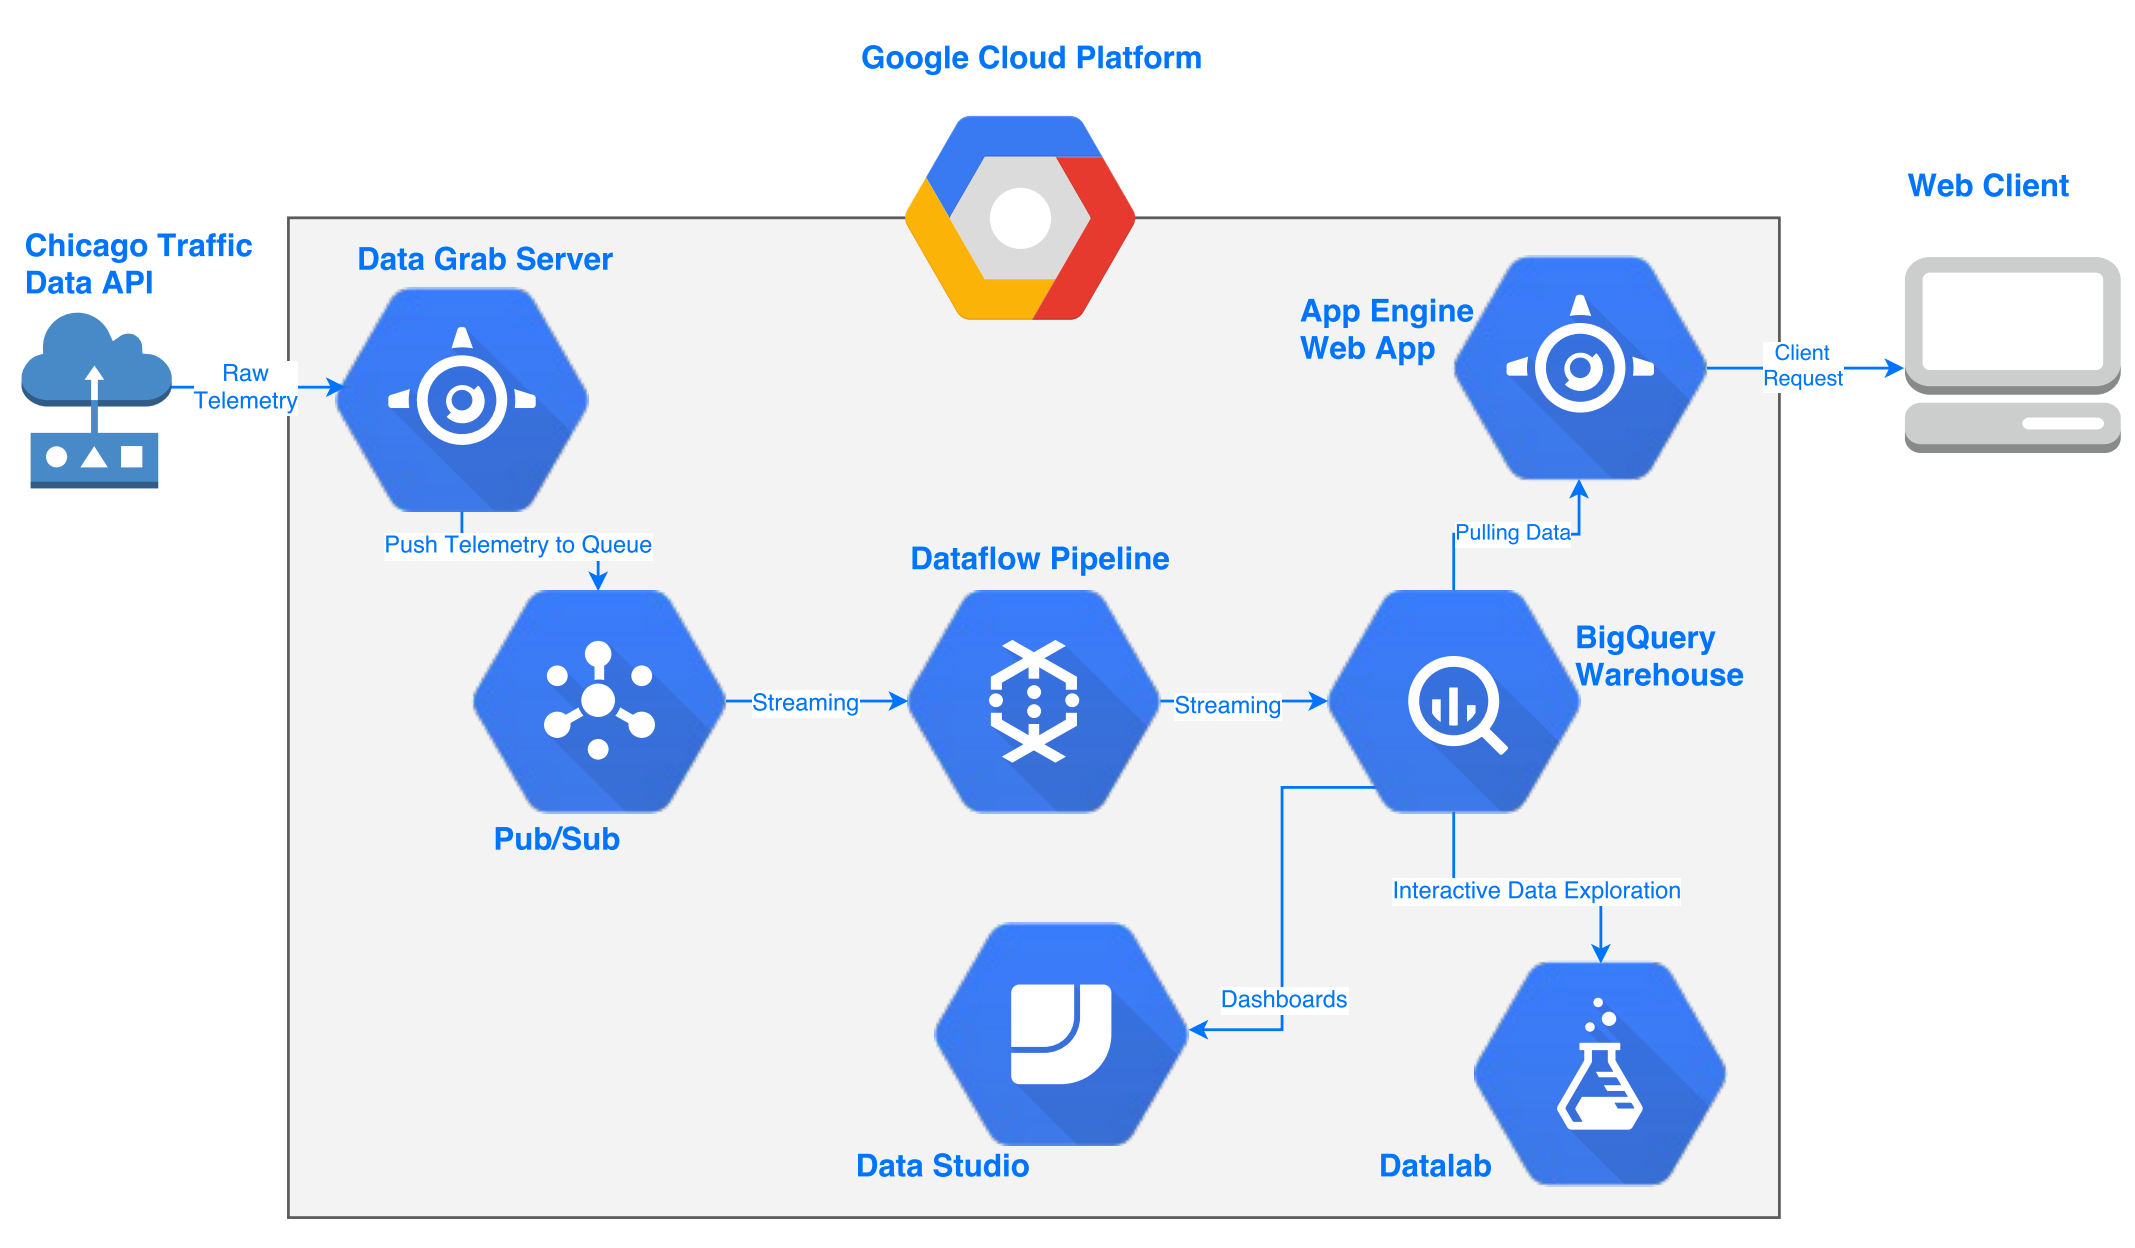 Google Cloud Platform
Web Client
Chicago Traffic
Data API
Data Grab Server
App Engine
Web App
Raw
Telemetry
Client
Request
Push Telemetry to Queue
Pulling Data
Dataflow Pipeline
BigQuery
Warehouse
Streaming
Streaming
Pub/Sub
Interactive Data Exploration
Dashboards
Data Studio
Datalab